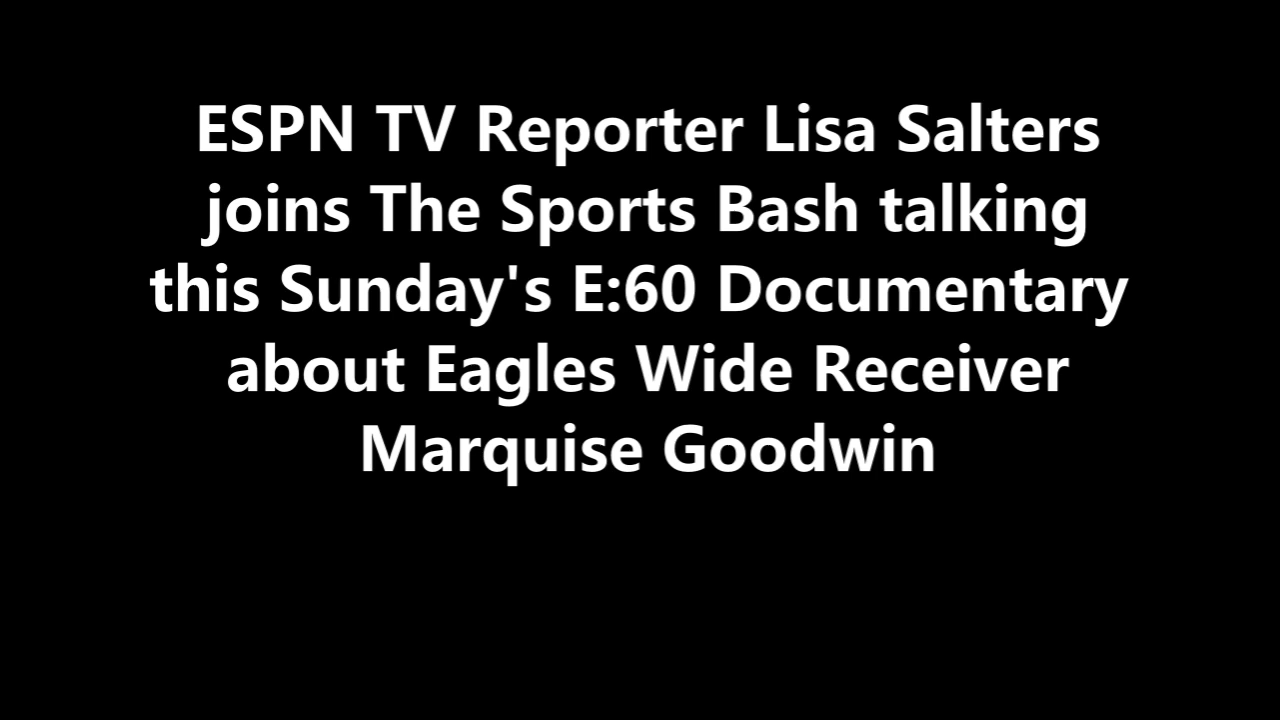 ESPN TV Reporter Lisa Salters
joins The Sports Bash talking
this Sunday's E:60 Documentary
about Eagles Wide Receiver
Marquise Goodwin